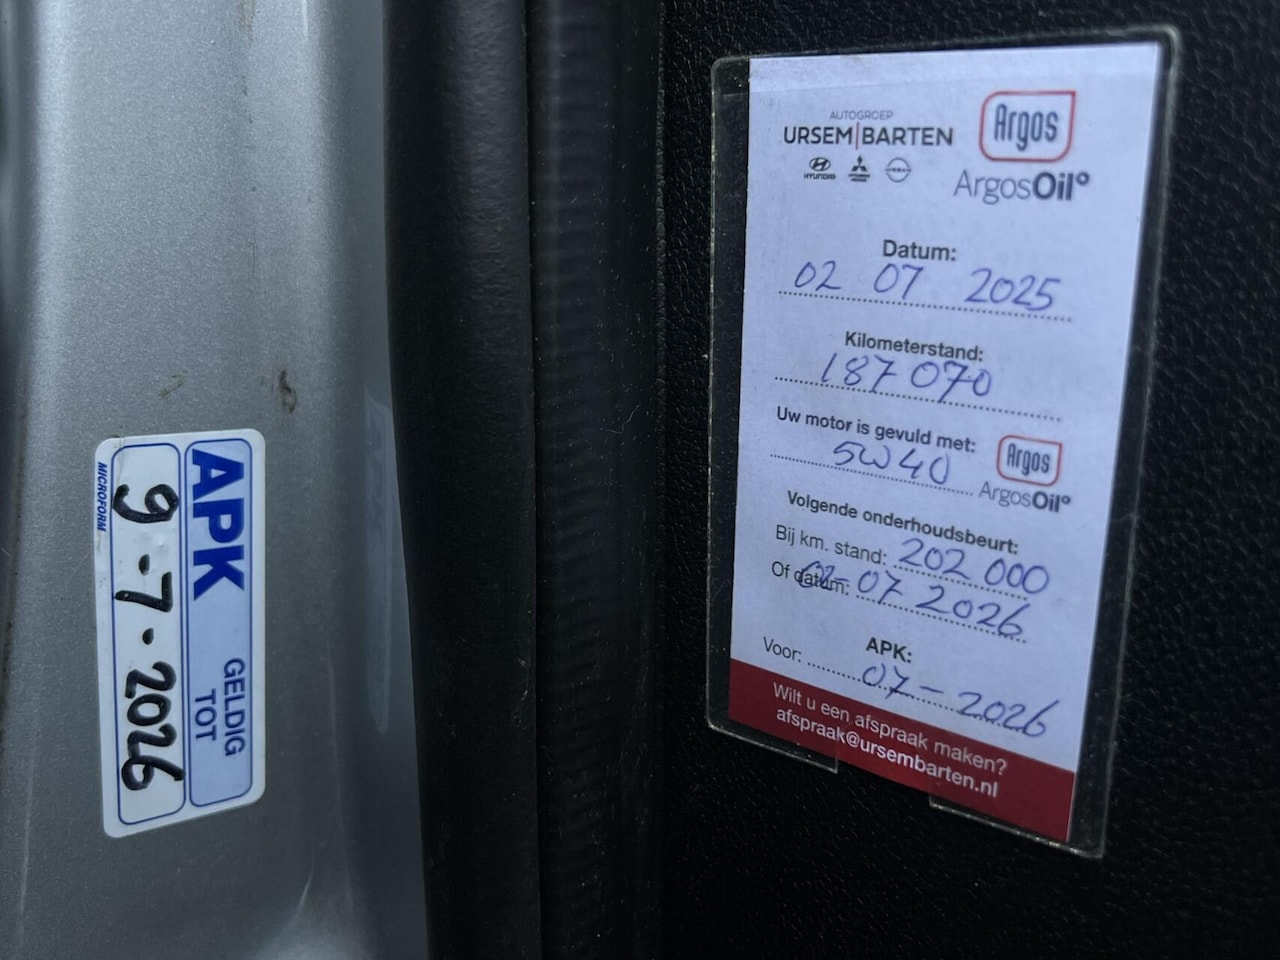 MICROFORM
9-7-2026
APK
GELDIG
TOT
AUTOGROEP
URSEM|BARTEN
HYUNDAI
NISSAN
Argos
ArgosOil°
Datum:
02 07 2025
Kilometerstand:
187070
Uw motor is gevuld met:
5W40
Argos
ArgosOil°
Volgende onderhoudsbeurt:
Bij km. stand: 202 000
Of datum: 02-07 2026
APK:
Voor: 07-2026
Wilt u een afspraak maken?
afspraak@ursembarten.nl